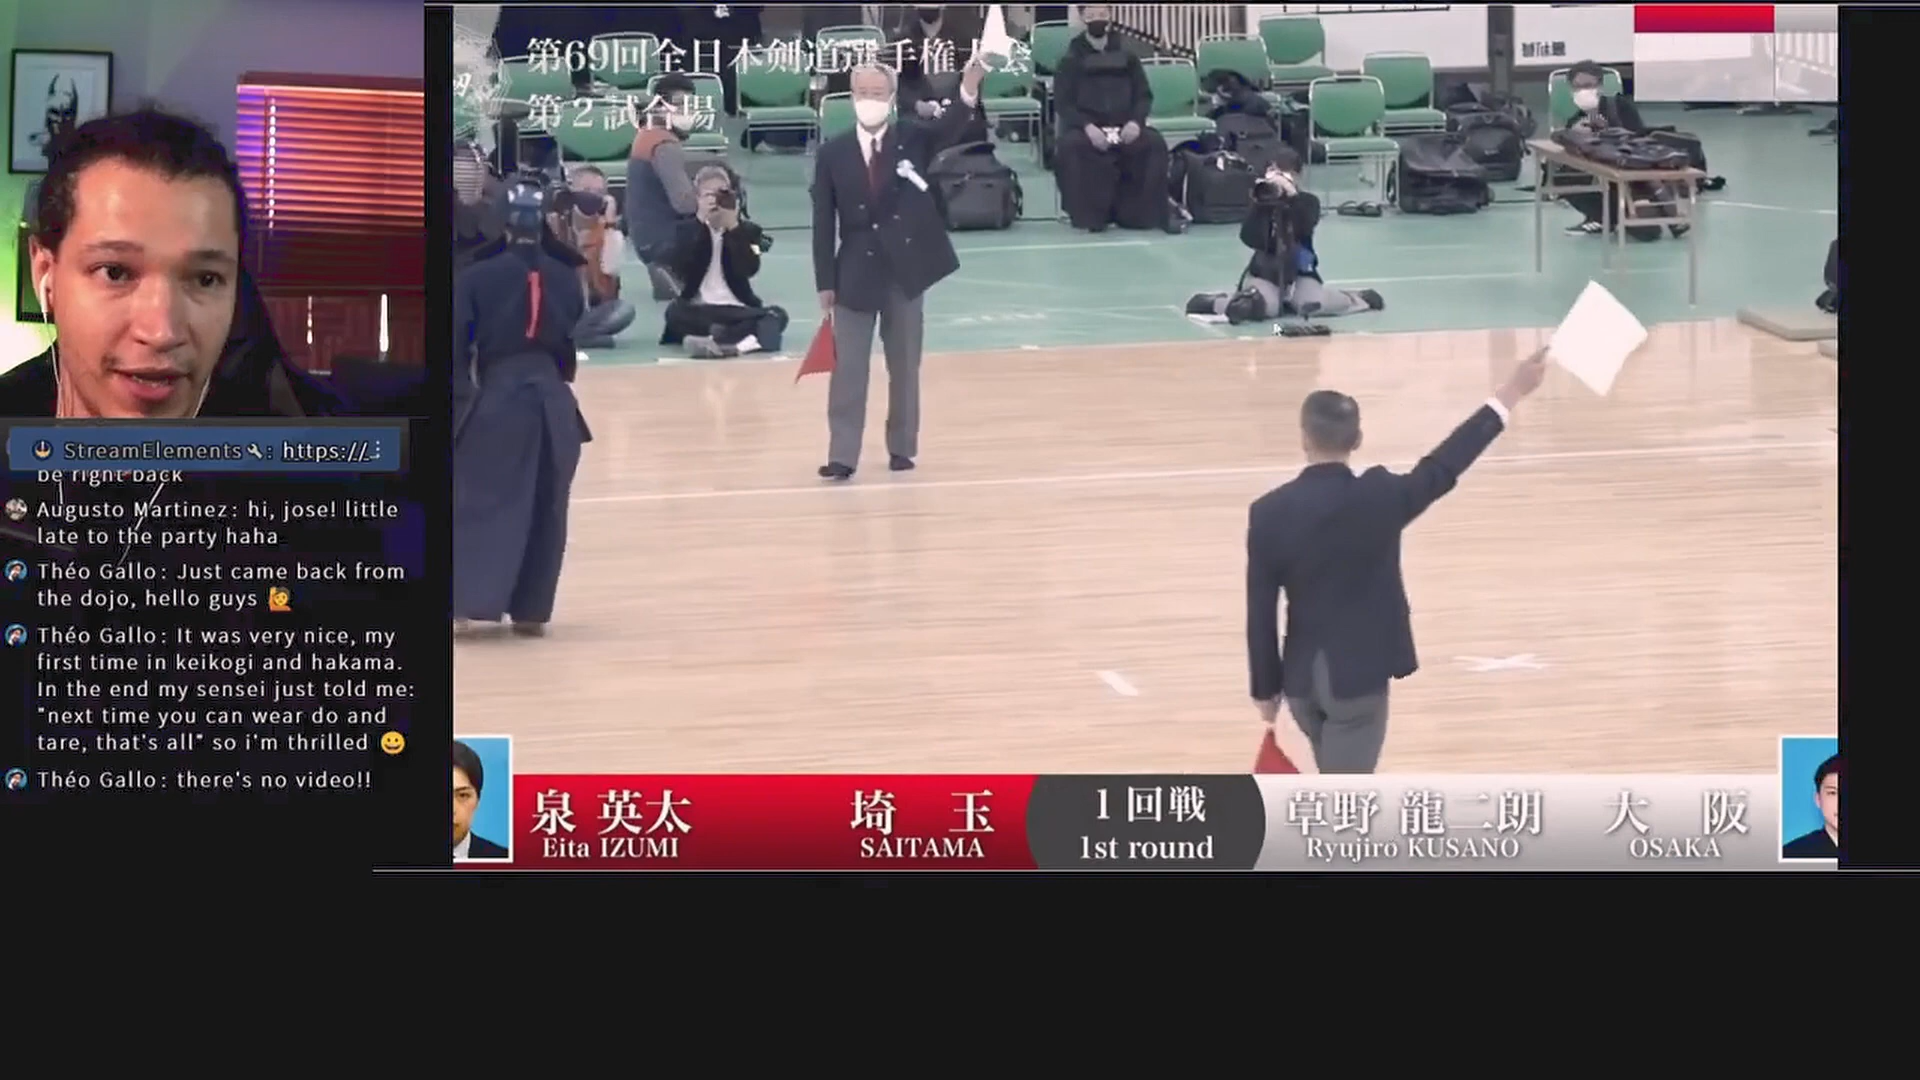 第69回全日本剣道選手権大会
第2試合場
StreamElements: https://
be right back
Augusto Martinez: hi, jose! little
late to the party haha
Théo Gallo: Just came back from
the dojo, hello guys 🙋
Théo Gallo: It was very nice, my
first time in keikogi and hakama.
In the end my sensei just told me:
"next time you can wear do and
tare, that's all" so i'm thrilled 😀
Théo Gallo: there's no video!!
泉 英太 埼 玉 1回戦 草野 龍二朗 大 阪
Eita IZUMI SAITAMA 1st round Ryujiro KUSANO OSAKA